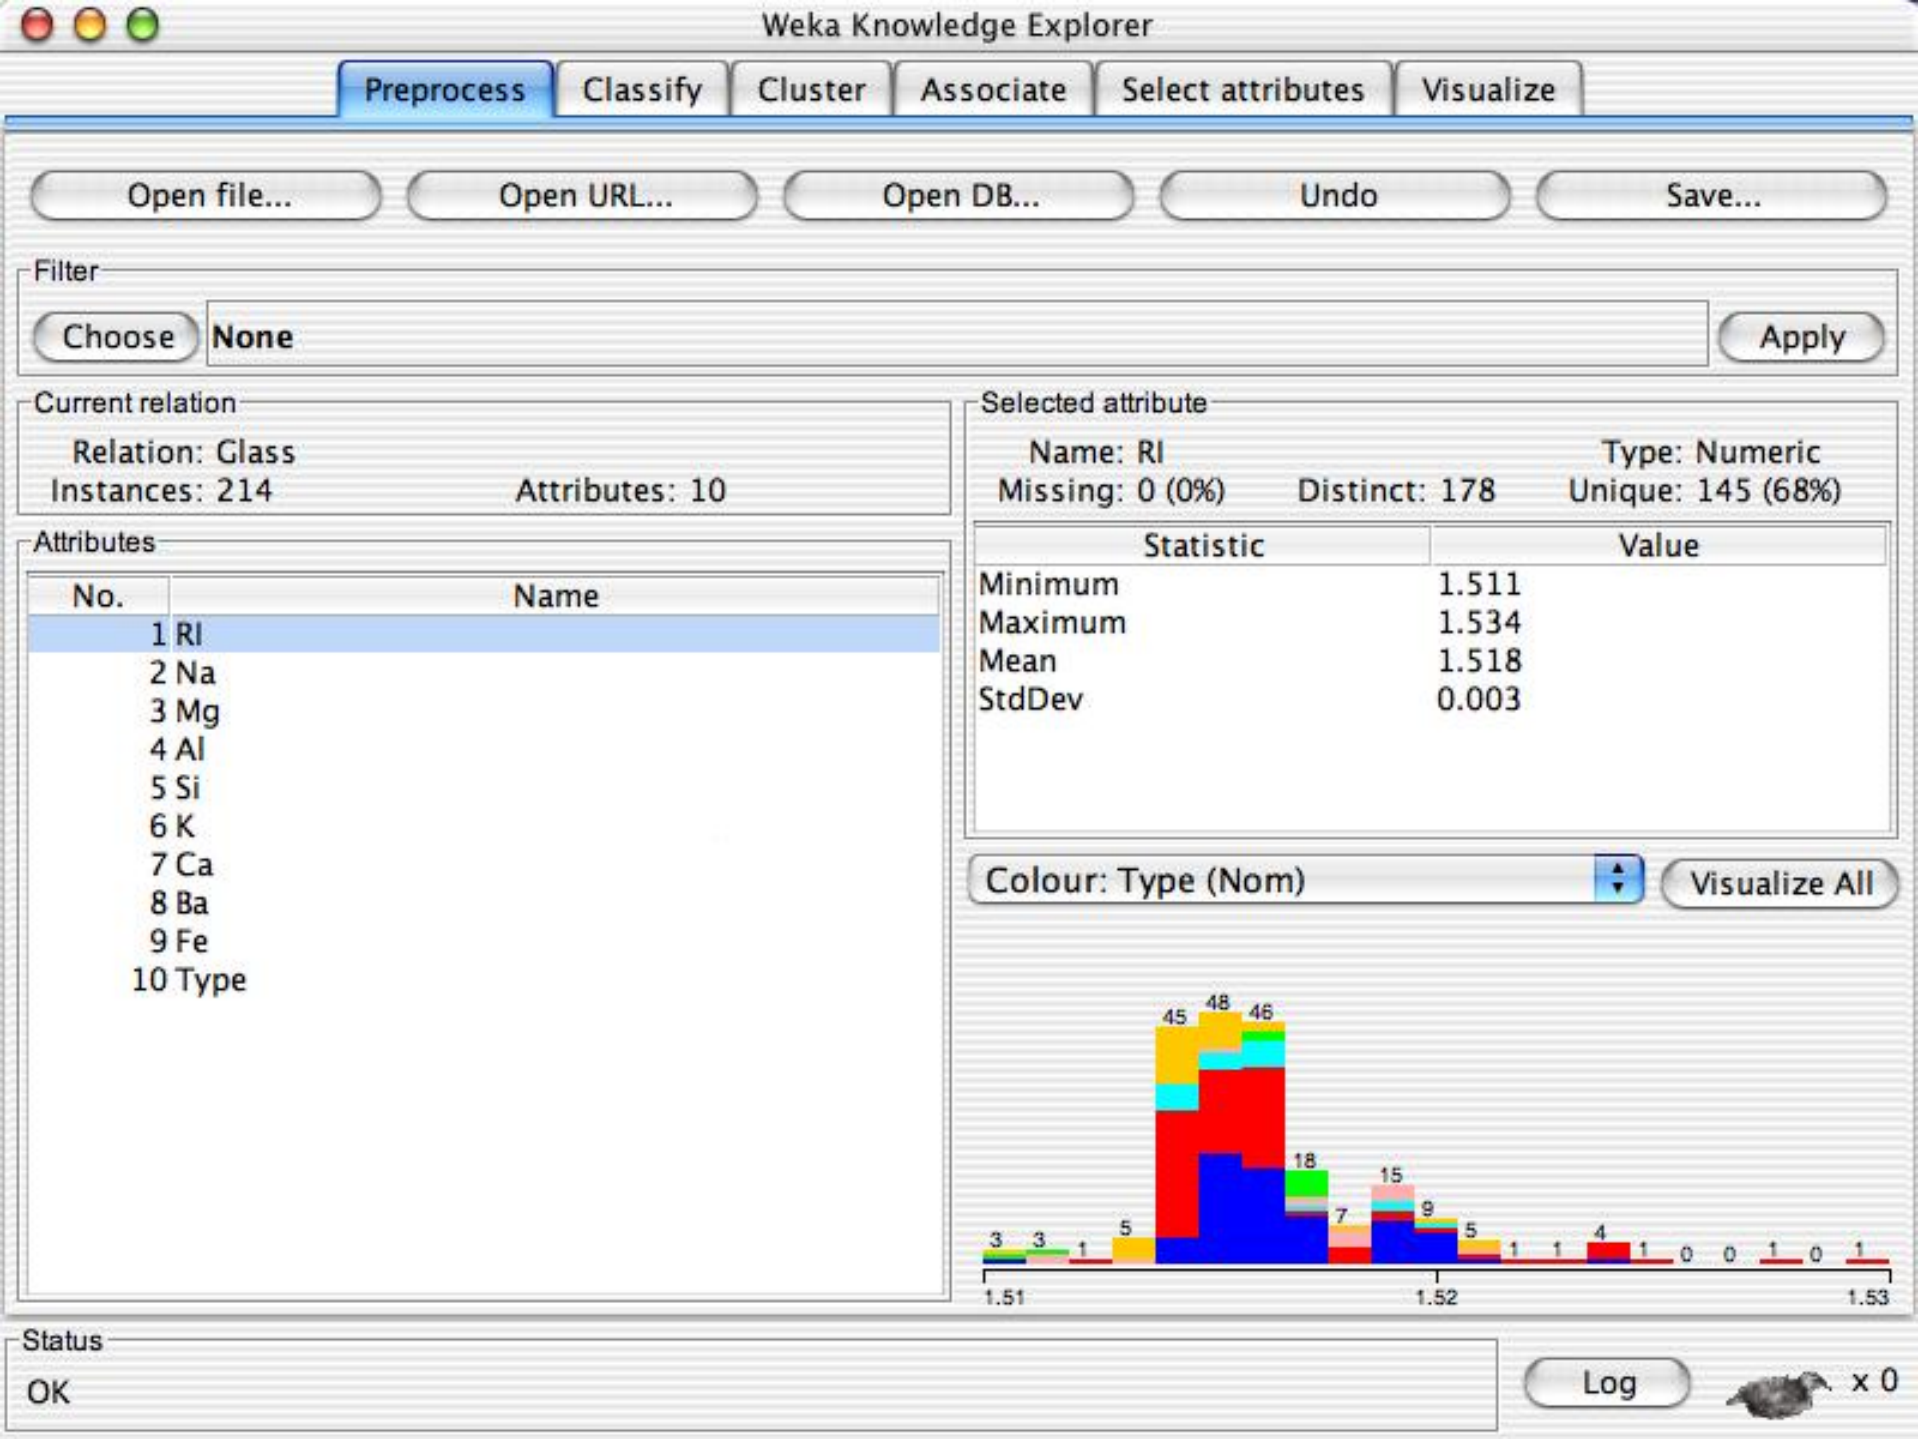 Weka Knowledge Explorer
Preprocess Classify Cluster Associate Select attributes Visualize
Open file... Open URL... Open DB... Undo Save...
Filter
Choose None Apply
Current relation
Relation: Glass
Instances: 214 Attributes: 10
Attributes
No. Name
1 RI
2 Na
3 Mg
4 Al
5 Si
6 K
7 Ca
8 Ba
9 Fe
10 Type
Selected attribute
Name: RI Type: Numeric
Missing: 0 (0%) Distinct: 178 Unique: 145 (68%)
Statistic Value
Minimum 1.511
Maximum 1.534
Mean 1.518
StdDev 0.003
Colour: Type (Nom) Visualize All
3 3 1 5 45 48 46 18 7 15 9 5 1 1 4 1 0 0 1 0 1
1.51 1.52 1.53
Status
OK
Log x 0